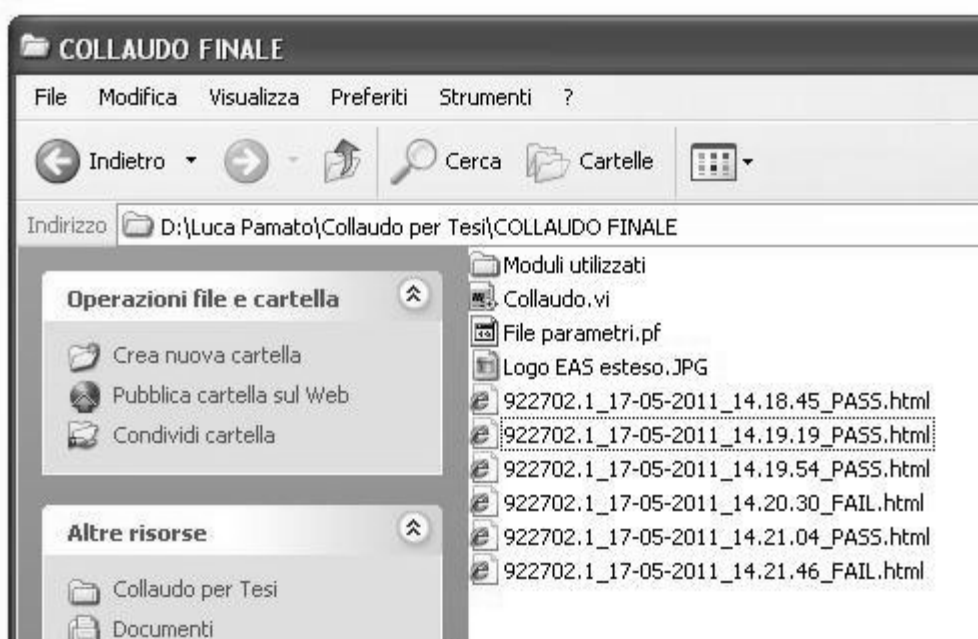 COLLAUDO FINALE
File Modifica Visualizza Preferiti Strumenti ?
Indietro Cerca Cartelle
Indirizzo D:\Luca Pamato\Collaudo per Tesi\COLLAUDO FINALE
Operazioni file e cartella
Crea nuova cartella
Pubblica cartella sul Web
Condividi cartella
Altre risorse
Collaudo per Tesi
Documenti
Moduli utilizzati
Collaudo.vi
File parametri.pf
Logo EAS esteso.JPG
922702.1_17-05-2011_14.18.45_PASS.html
922702.1_17-05-2011_14.19.19_PASS.html
922702.1_17-05-2011_14.19.54_PASS.html
922702.1_17-05-2011_14.20.30_FAIL.html
922702.1_17-05-2011_14.21.04_PASS.html
922702.1_17-05-2011_14.21.46_FAIL.html